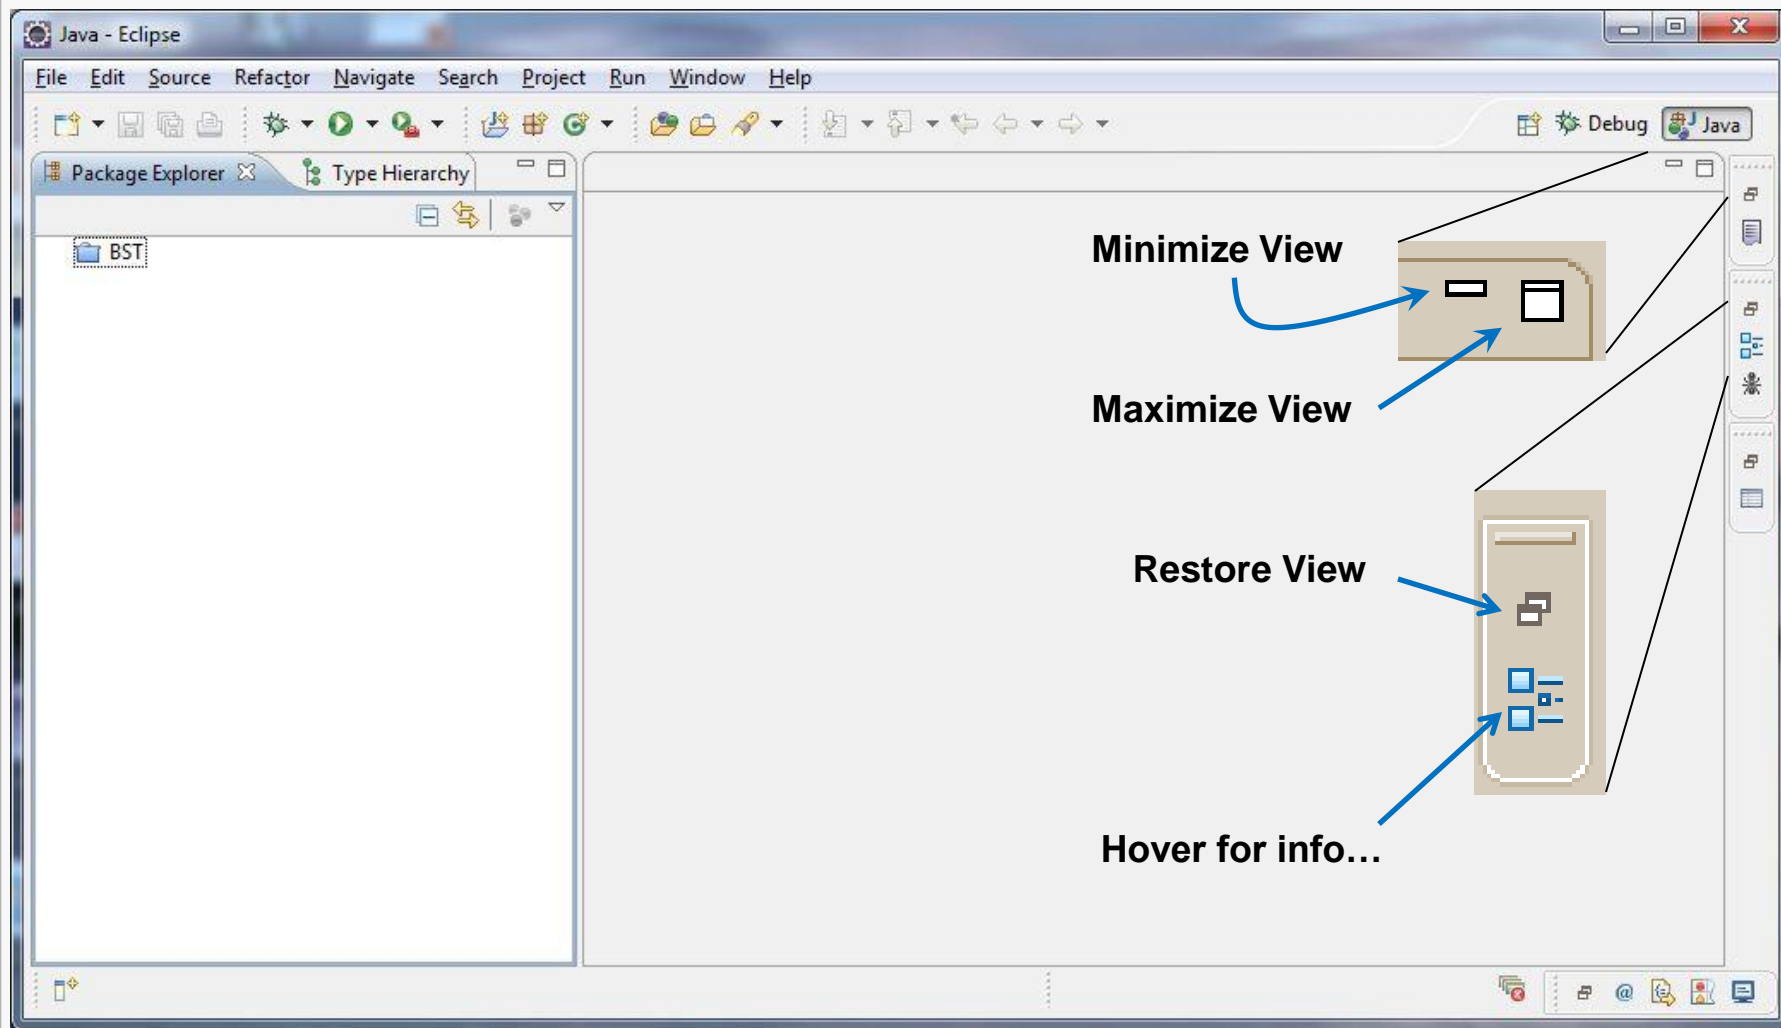 Java - Eclipse
File Edit Source Refactor Navigate Search Project Run Window Help
Debug Java
Package Explorer Type Hierarchy
BST
Minimize View
Maximize View
Restore View
Hover for info…
@